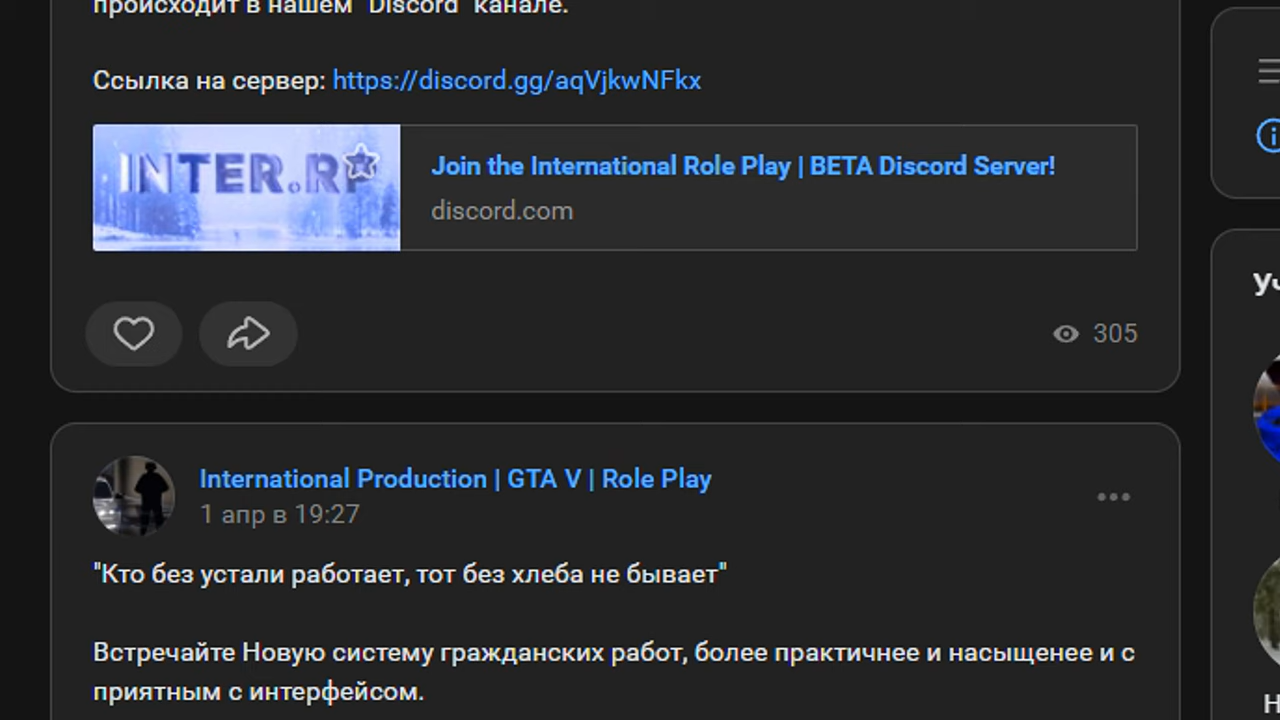 происходит в нашем "Discord" канале.
Ссылка на сервер: https://discord.gg/aqVjkwNFkx
INTER.RP
Join the International Role Play | BETA Discord Server!
discord.com
305
International Production | GTA V | Role Play
1 апр в 19:27
"Кто без устали работает, тот без хлеба не бывает"
Встречайте Новую систему гражданских работ, более практичнее и насыщенее и с
приятным с интерфейсом.